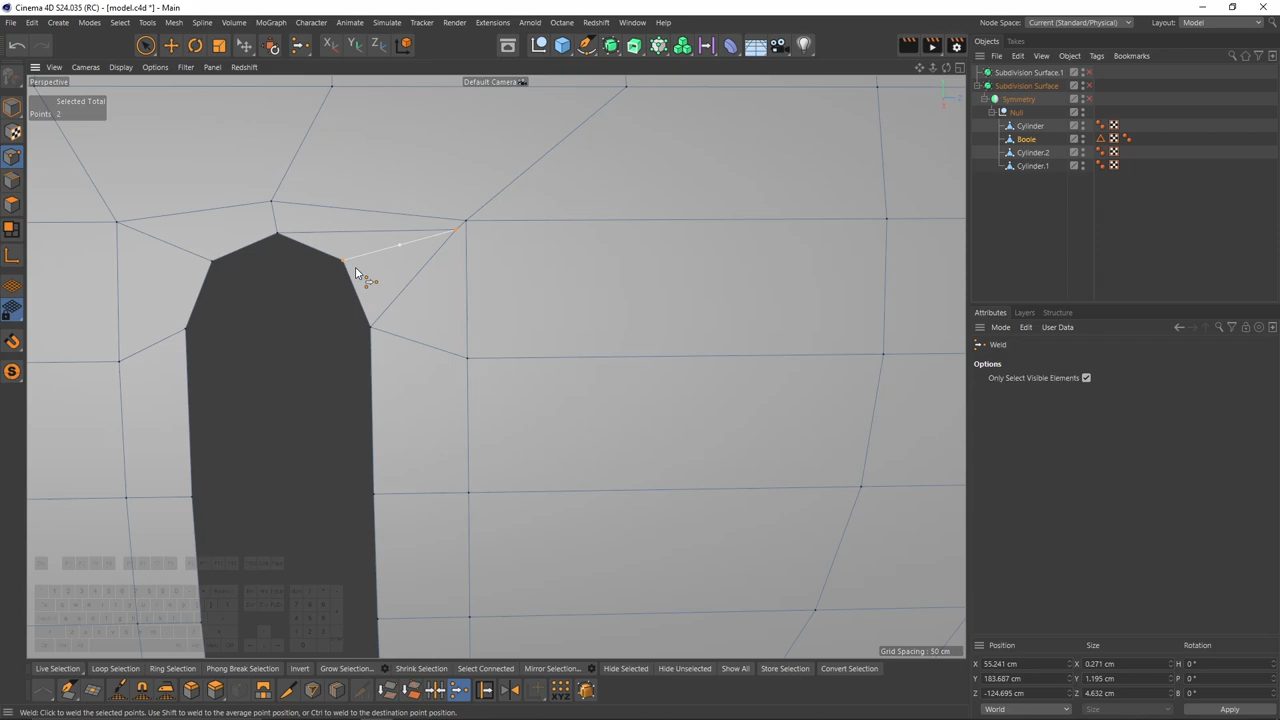 Cinema 4D S24.035 (RC) - [model.c4d *] - Main
File Edit Create Modes Select Tools Mesh Spline Volume MoGraph Character Animate Simulate Tracker Render Extensions Arnold Octane Redshift Window Help
Node Space: Current (Standard/Physical) Layout: Model
X Y Z
View Cameras Display Options Filter Panel Redshift
Perspective
Default Camera
Selected Total
Points 2
Objects Takes
File Edit View Object Tags Bookmarks
Subdivision Surface.1
Subdivision Surface
Symmetry
Null
Cylinder
Booie
Cylinder.2
Cylinder.1
Attributes Layers Structure
Mode Edit User Data
Weld
Options
Only Select Visible Elements
Grid Spacing : 50 cm
Live Selection Loop Selection Ring Selection Phong Break Selection Invert Grow Selection... Shrink Selection Select Connected Mirror Selection... Hide Selected Hide Unselected Show All Store Selection Convert Selection
Position Size Rotation
X 55.241 cm X 0.271 cm H 0 °
Y 183.687 cm Y 1.195 cm P 0 °
Z -124.695 cm Z 4.632 cm B 0 °
World Size Apply
Weld: Click to weld the selected points. Use Shift to weld to the average point position, or Ctrl to weld to the destination point position.